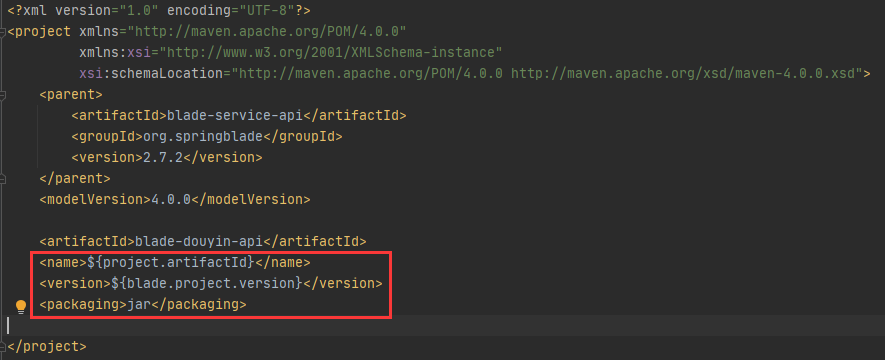 <?xml version="1.0" encoding="UTF-8"?>
<project xmlns="http://maven.apache.org/POM/4.0.0"
         xmlns:xsi="http://www.w3.org/2001/XMLSchema-instance"
         xsi:schemaLocation="http://maven.apache.org/POM/4.0.0 http://maven.apache.org/xsd/maven-4.0.0.xsd">
    <parent>
        <artifactId>blade-service-api</artifactId>
        <groupId>org.springblade</groupId>
        <version>2.7.2</version>
    </parent>
    <modelVersion>4.0.0</modelVersion>
    <artifactId>blade-douyin-api</artifactId>
    <name>${project.artifactId}</name>
    <version>${blade.project.version}</version>
    <packaging>jar</packaging>
</project>